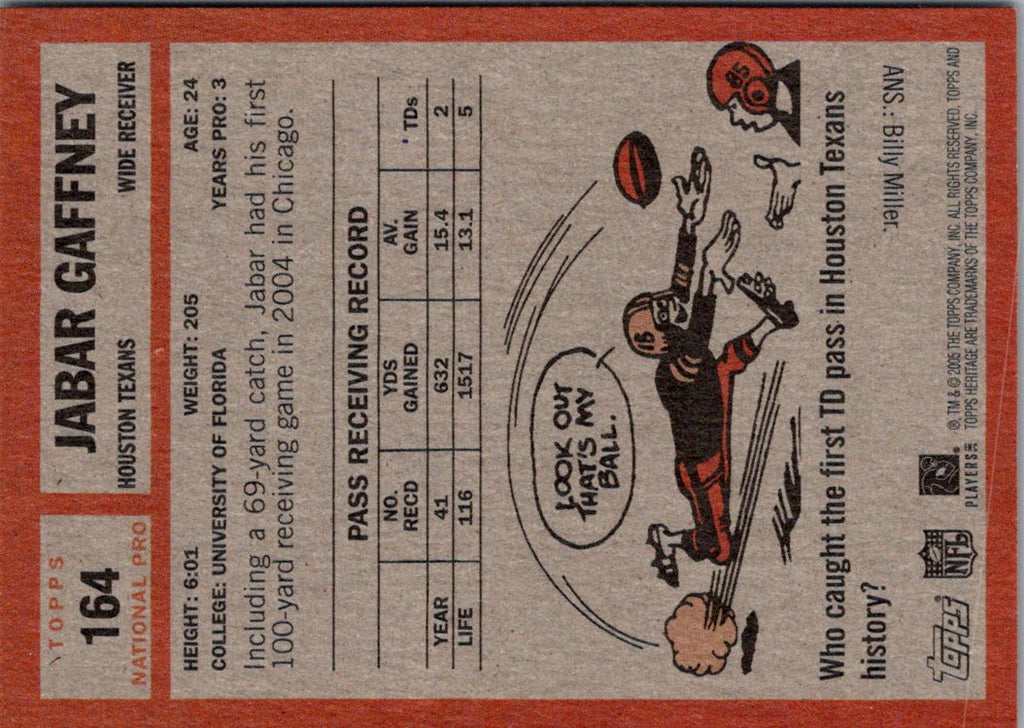 TOPPS
164
NATIONAL PRO
JABAR GAFFNEY
HOUSTON TEXANS WIDE RECEIVER
HEIGHT: 6:01 WEIGHT: 205 AGE: 24
COLLEGE: UNIVERSITY OF FLORIDA YEARS PRO: 3
Including a 69-yard catch, Jabar had his first
100-yard receiving game in 2004 in Chicago.
PASS RECEIVING RECORD
NO. RECD YDS GAINED AV. GAIN TDs
YEAR 41 632 15.4 2
LIFE 116 1517 13.1 5
LOOK OUT
THAT'S MY
BALL.
18
85
Who caught the first TD pass in Houston Texans
history?
ANS.: Billy Miller.
TOPPS
NFL
PLAYERS INC
®, TM & © 2005 THE TOPPS COMPANY, INC. ALL RIGHTS RESERVED. TOPPS AND
TOPPS HERITAGE ARE TRADEMARKS OF THE TOPPS COMPANY, INC.